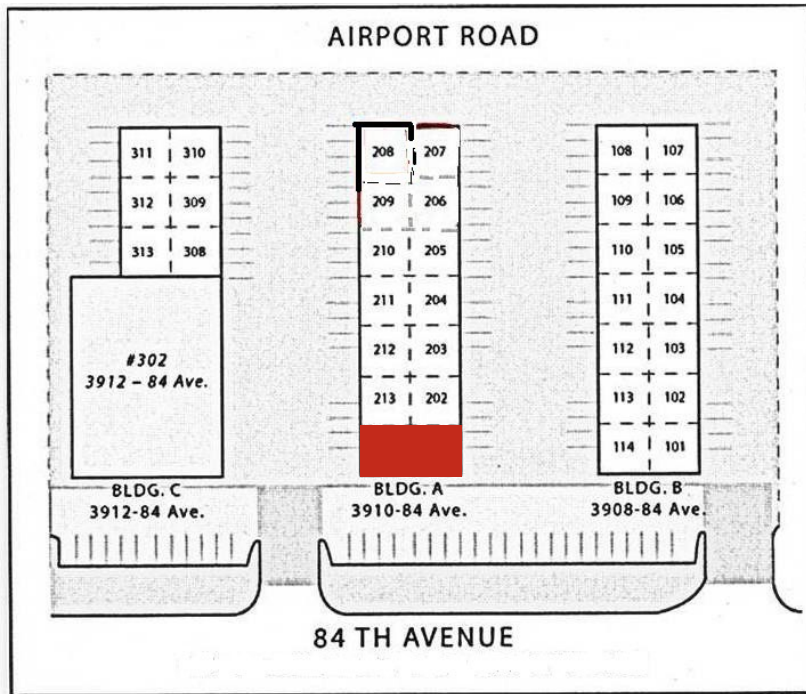 AIRPORT ROAD
311 310
312 309
313 308
#302
3912 – 84 Ave.
BLDG. C
3912-84 Ave.
208 207
209 206
210 205
211 204
212 203
213 202
BLDG. A
3910-84 Ave.
108 107
109 106
110 105
111 104
112 103
113 102
114 101
BLDG. B
3908-84 Ave.
84 TH AVENUE